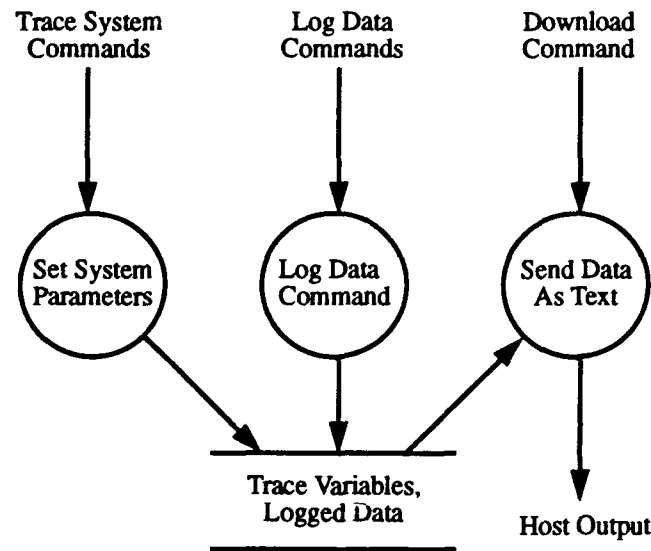 Trace System
Commands
Log Data
Commands
Download
Command
Set System
Parameters
Log Data
Command
Send Data
As Text
Trace Variables,
Logged Data
Host Output